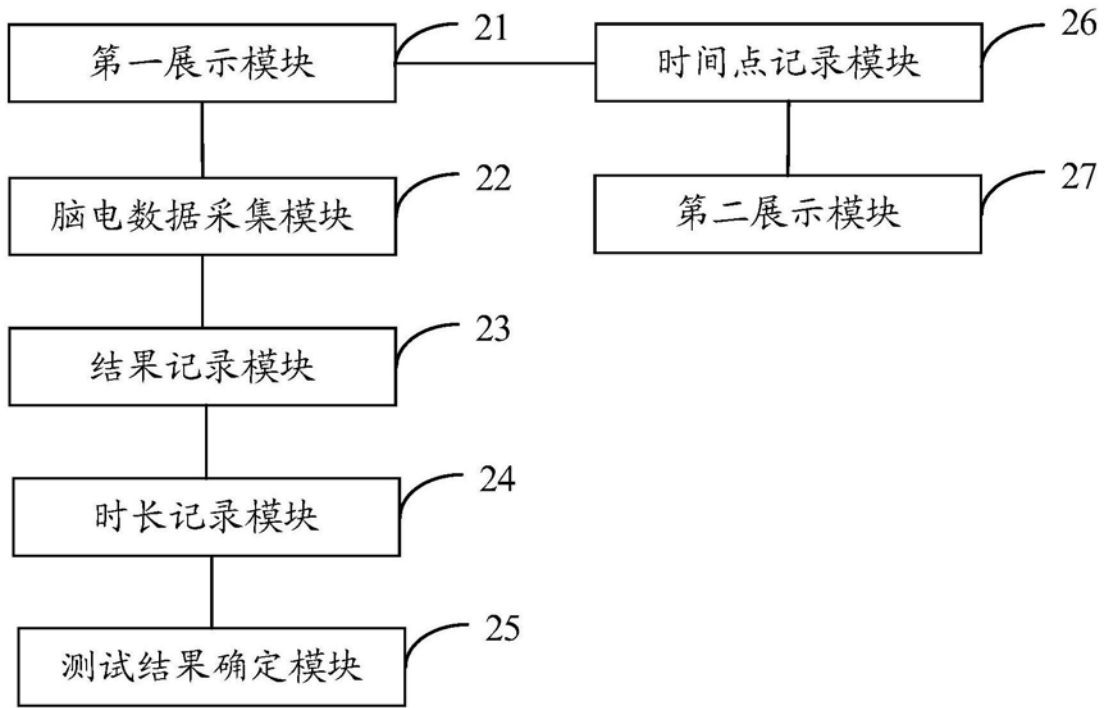 第一展示模块
21
时间点记录模块
26
脑电数据采集模块
22
第二展示模块
27
结果记录模块
23
时长记录模块
24
测试结果确定模块
25